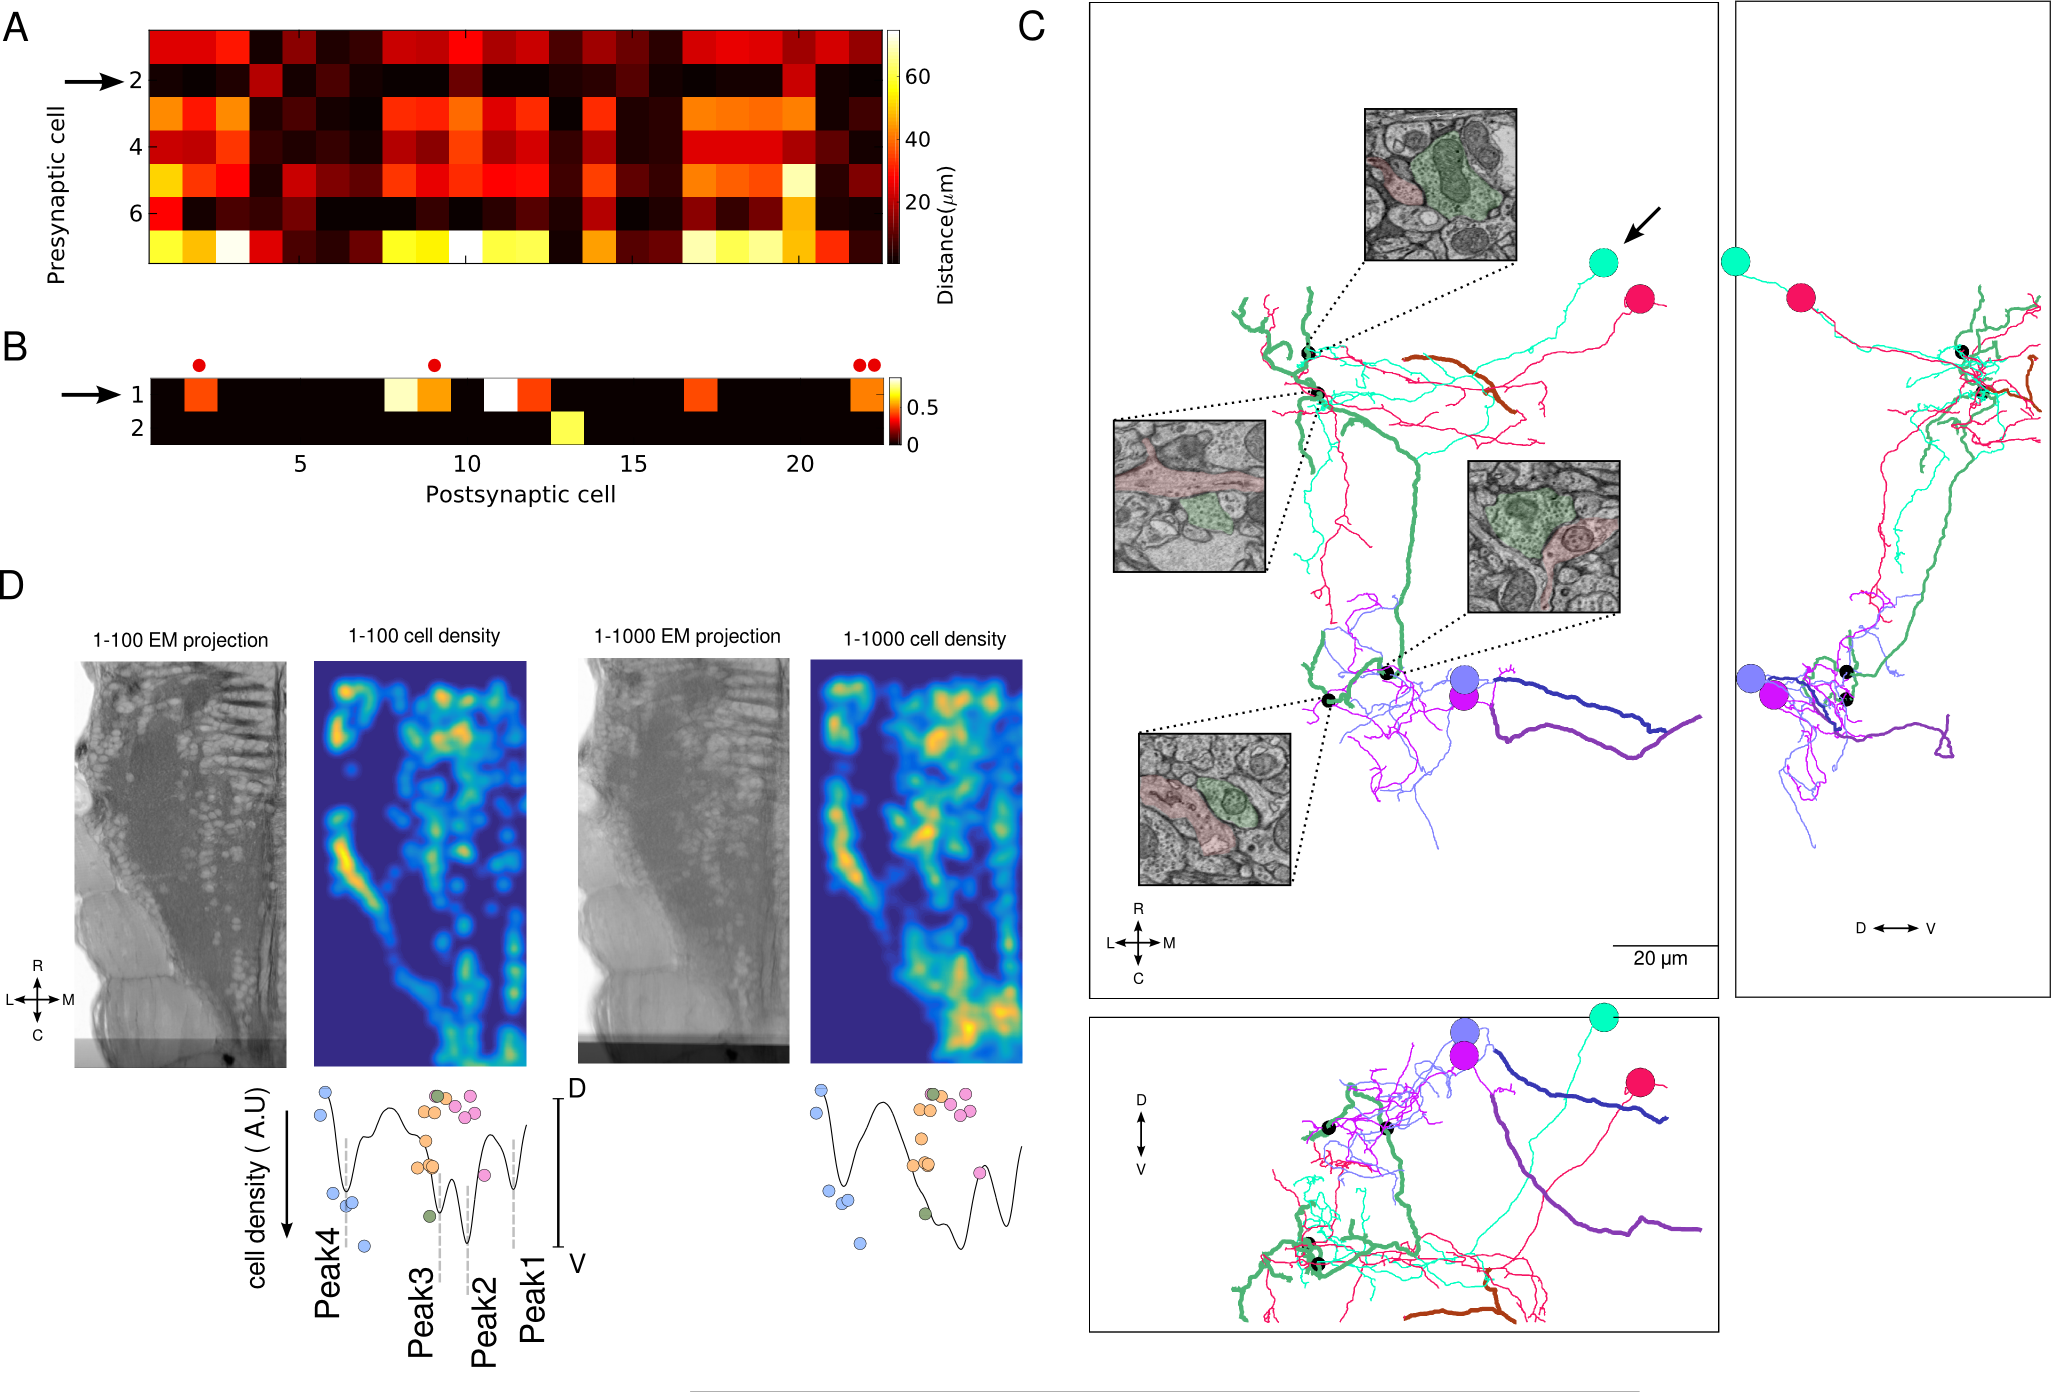 A
Presynaptic cell
2
4
6
60
40
20
Distance(μm)
B
1
2
0.5
0
5
10
15
20
Postsynaptic cell
C
R
L
M
C
20 μm
D
V
D
V
D
1-100 EM projection
1-100 cell density
1-1000 EM projection
1-1000 cell density
R
L
M
C
cell density ( A.U)
Peak4
Peak3
Peak2
Peak1
D
V